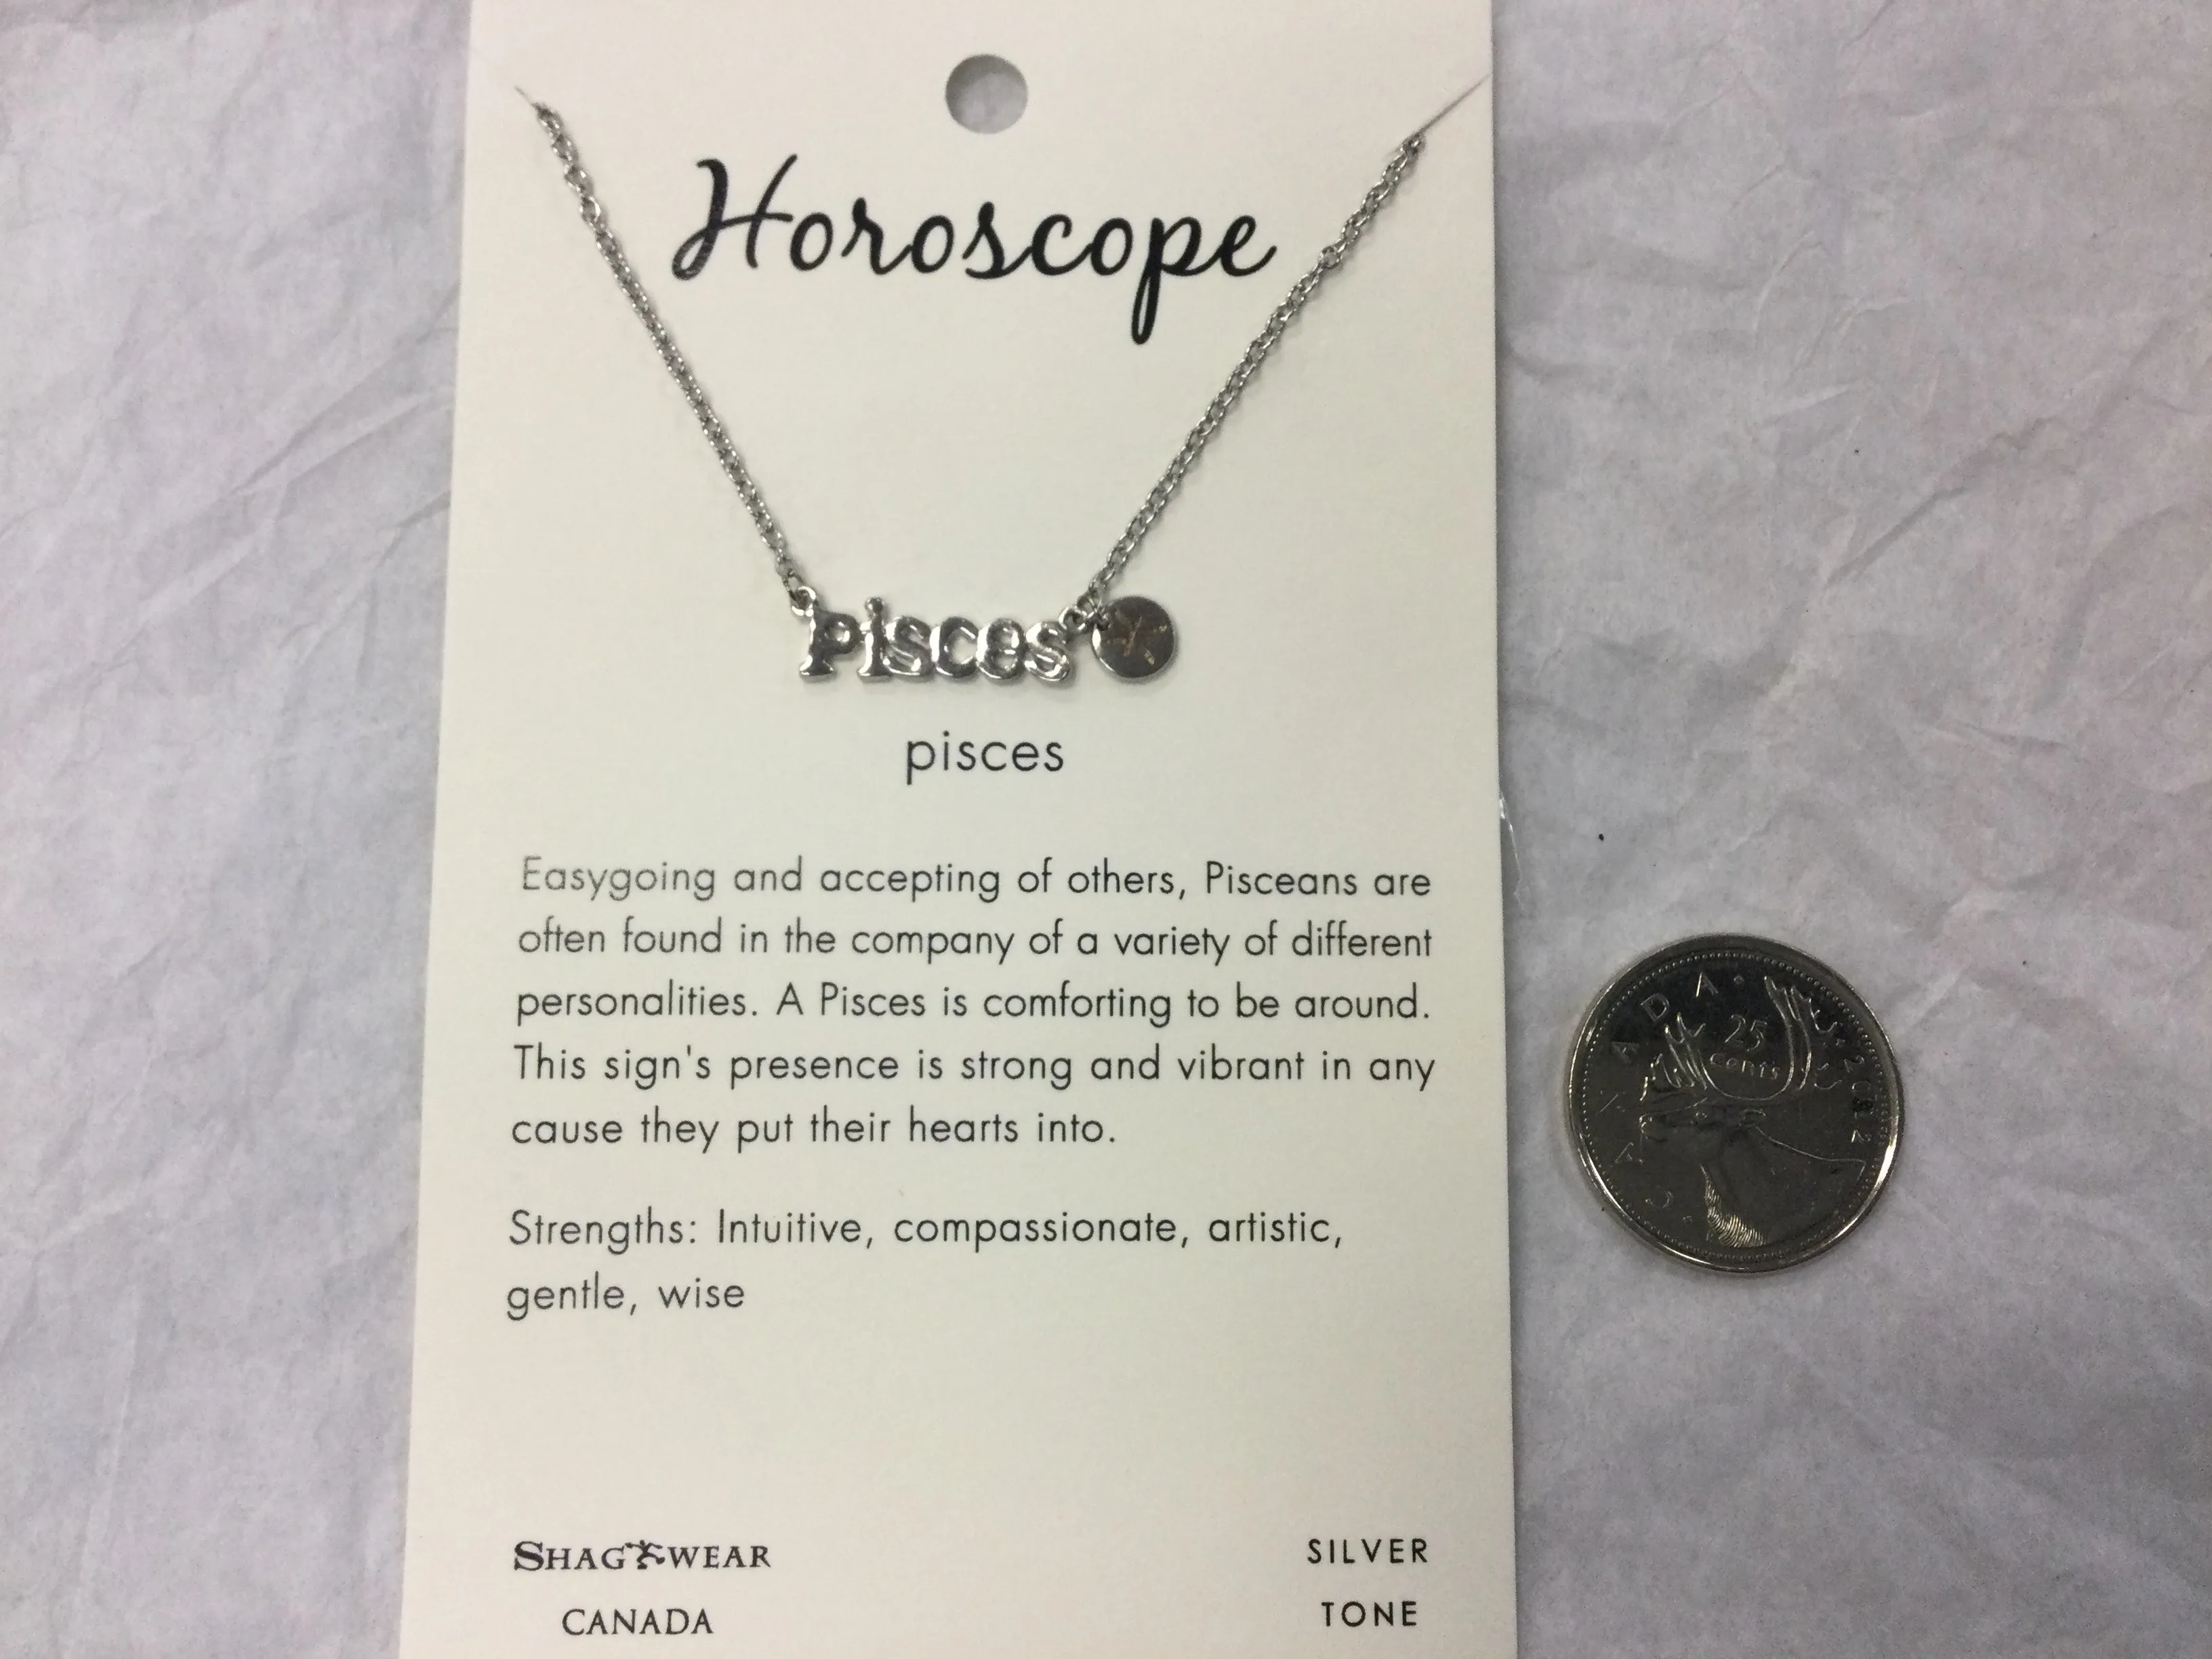 Horoscope
Pisces
pisces
Easygoing and accepting of others, Pisceans are
often found in the company of a variety of different
personalities. A Pisces is comforting to be around.
This sign's presence is strong and vibrant in any
cause they put their hearts into.
Strengths: Intuitive, compassionate, artistic,
gentle, wise
SHAGWEAR
CANADA
SILVER
TONE
CANADA
25
cents